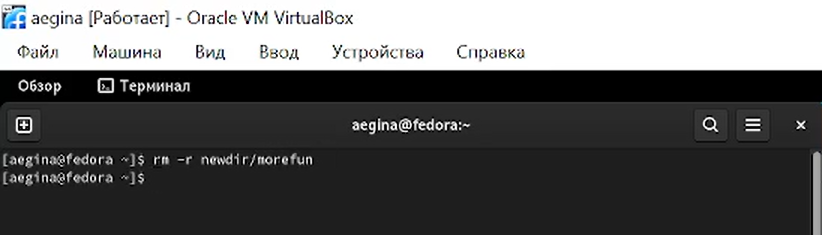 aegina [Работает] - Oracle VM VirtualBox
Файл Машина Вид Ввод Устройства Справка
Обзор Терминал
aegina@fedora:~
[aegina@fedora ~]$ rm -r newdir/morefun
[aegina@fedora ~]$